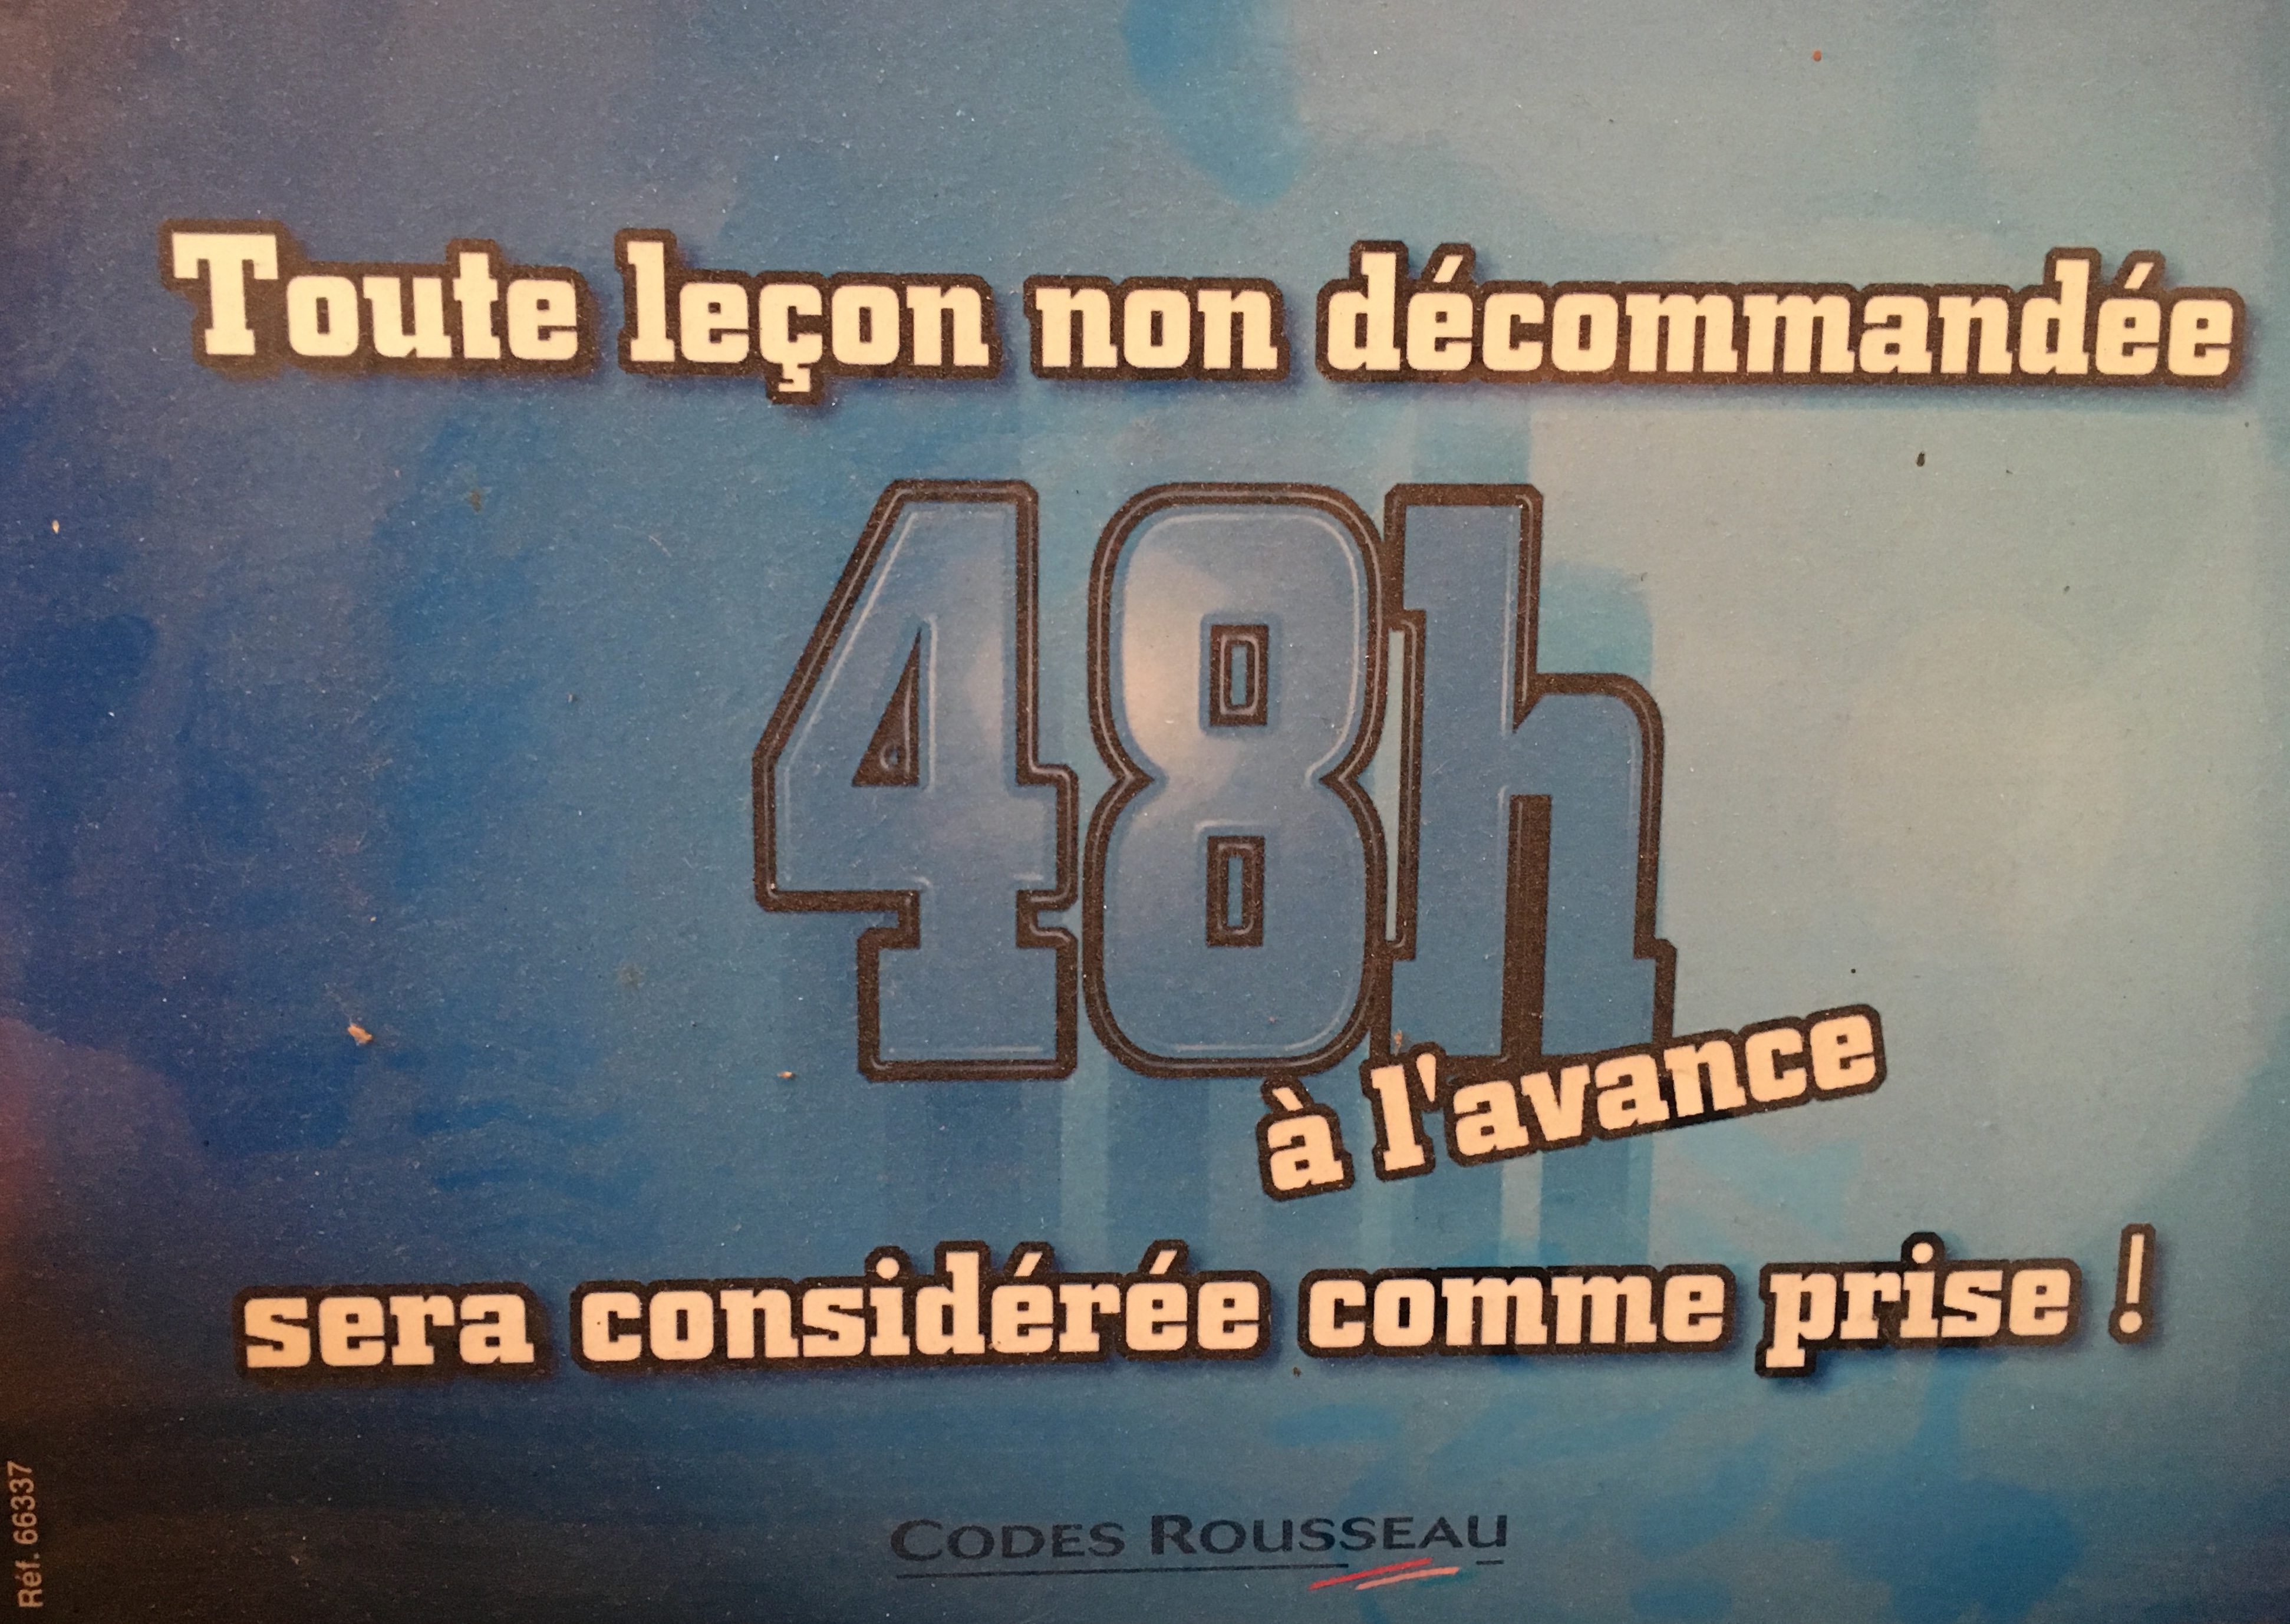 Toute leçon non décommandée
48h
à l'avance
sera considérée comme prise !
CODES ROUSSEAU
Réf. 66337